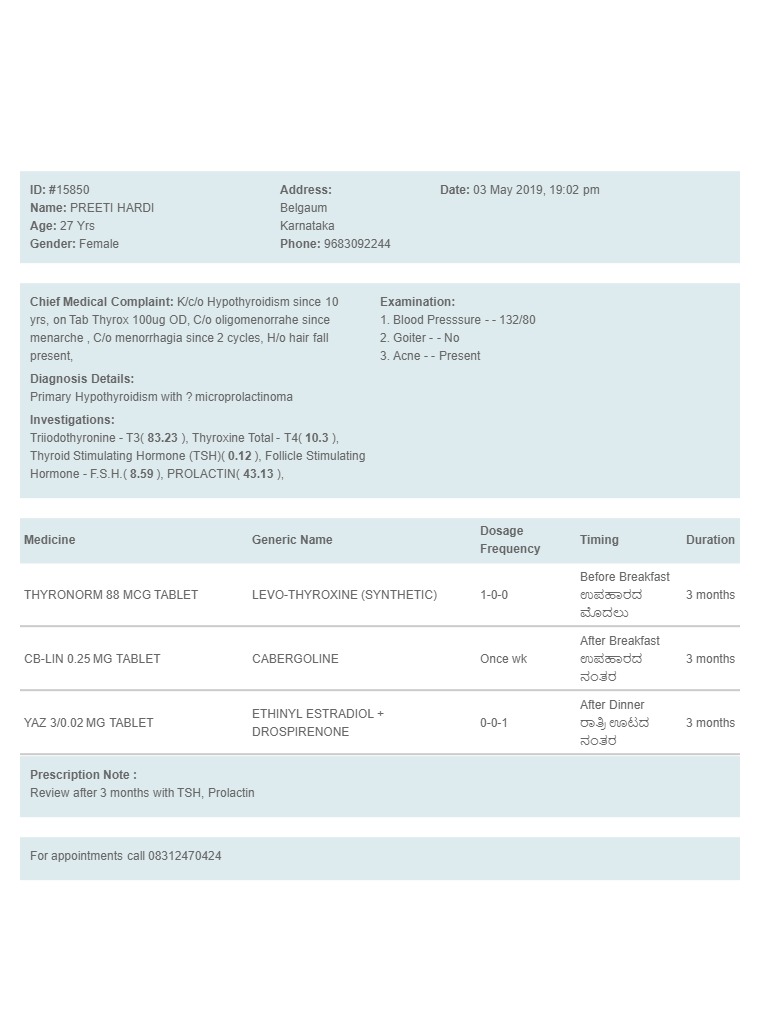 ID: #15850
Name: PREETI HARDI
Age: 27 Yrs
Gender: Female
Address:
Belgaum
Karnataka
Phone: 9683092244
Date: 03 May 2019, 19:02 pm
Chief Medical Complaint: K/c/o Hypothyroidism since 10
yrs, on Tab Thyrox 100ug OD, C/o oligomenorrahe since
menarche , C/o menorrhagia since 2 cycles, H/o hair fall
present,
Diagnosis Details:
Primary Hypothyroidism with ? microprolactinoma
Investigations:
Triiodothyronine - T3( 83.23 ), Thyroxine Total - T4( 10.3 ),
Thyroid Stimulating Hormone (TSH)( 0.12 ), Follicle Stimulating
Hormone - F.S.H.( 8.59 ), PROLACTIN( 43.13 ),
Examination:
1. Blood Presssure - - 132/80
2. Goiter - - No
3. Acne - - Present
Medicine Generic Name Dosage Frequency Timing Duration
THYRONORM 88 MCG TABLET LEVO-THYROXINE (SYNTHETIC) 1-0-0 Before Breakfast ಉಪಹಾರದ ಮೊದಲು 3 months
CB-LIN 0.25 MG TABLET CABERGOLINE Once wk After Breakfast ಉಪಹಾರದ ನಂತರ 3 months
YAZ 3/0.02 MG TABLET ETHINYL ESTRADIOL + DROSPIRENONE 0-0-1 After Dinner ರಾತ್ರಿ ಊಟದ ನಂತರ 3 months
Prescription Note :
Review after 3 months with TSH, Prolactin
For appointments call 08312470424